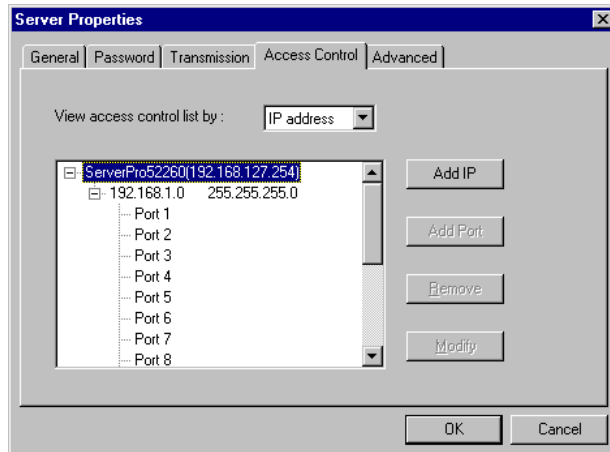 Server Properties
General Password Transmission Access Control Advanced
View access control list by : IP address
ServerPro52260(192.168.127.254)
192.168.1.0 255.255.255.0
Port 1
Port 2
Port 3
Port 4
Port 5
Port 6
Port 7
Port 8
Add IP
Add Port
Remove
Modify
OK Cancel